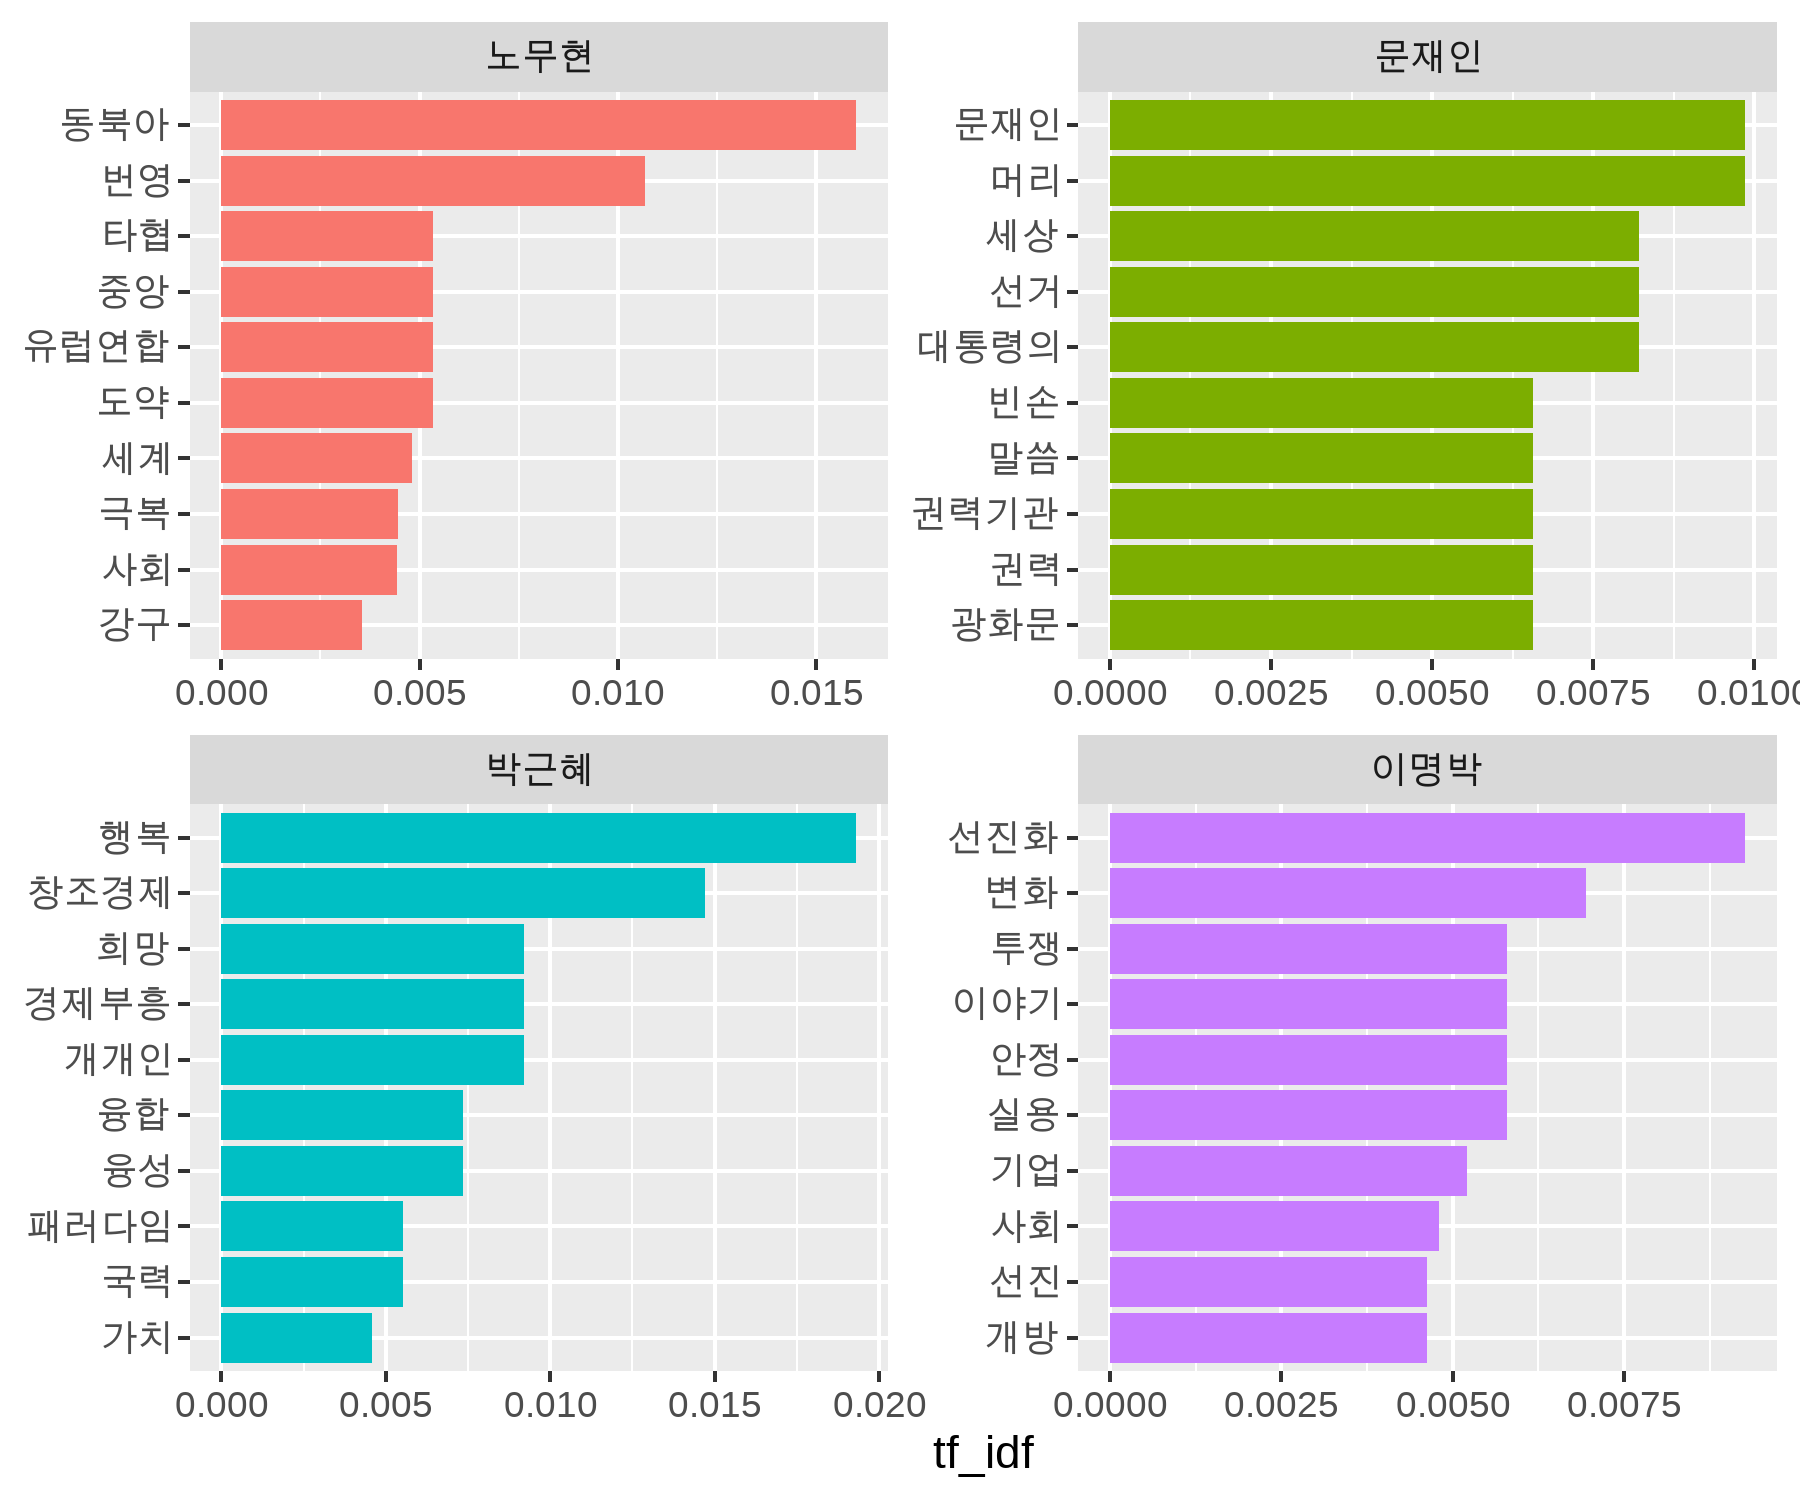 노무현
동북아
번영
타협
중앙
유럽연합
도약
세계
극복
사회
강구
0.000 0.005 0.010 0.015
문재인
문재인
머리
세상
선거
대통령의
빈손
말씀
권력기관
권력
광화문
0.0000 0.0025 0.0050 0.0075 0.0100
박근혜
행복
창조경제
희망
경제부흥
개개인
융합
융성
패러다임
국력
가치
0.000 0.005 0.010 0.015 0.020
이명박
선진화
변화
투쟁
이야기
안정
실용
기업
사회
선진
개방
0.0000 0.0025 0.0050 0.0075
tf_idf